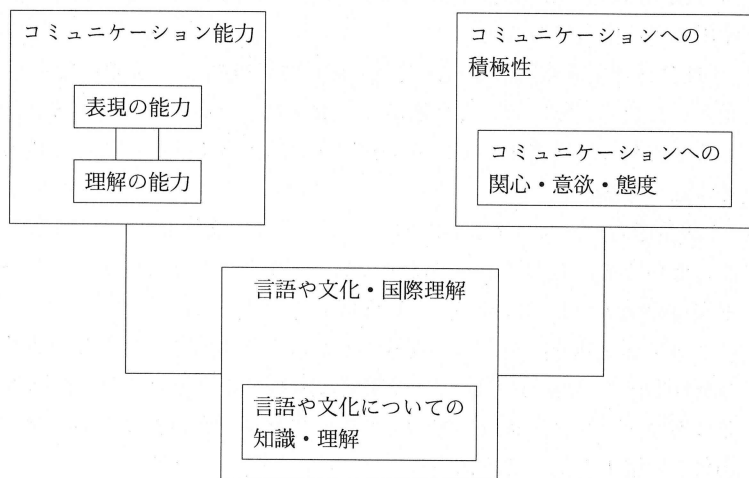 コミュニケーション能力
表現の能力
理解の能力
コミュニケーションへの
積極性
コミュニケーションへの
関心・意欲・態度
言語や文化・国際理解
言語や文化についての
知識・理解